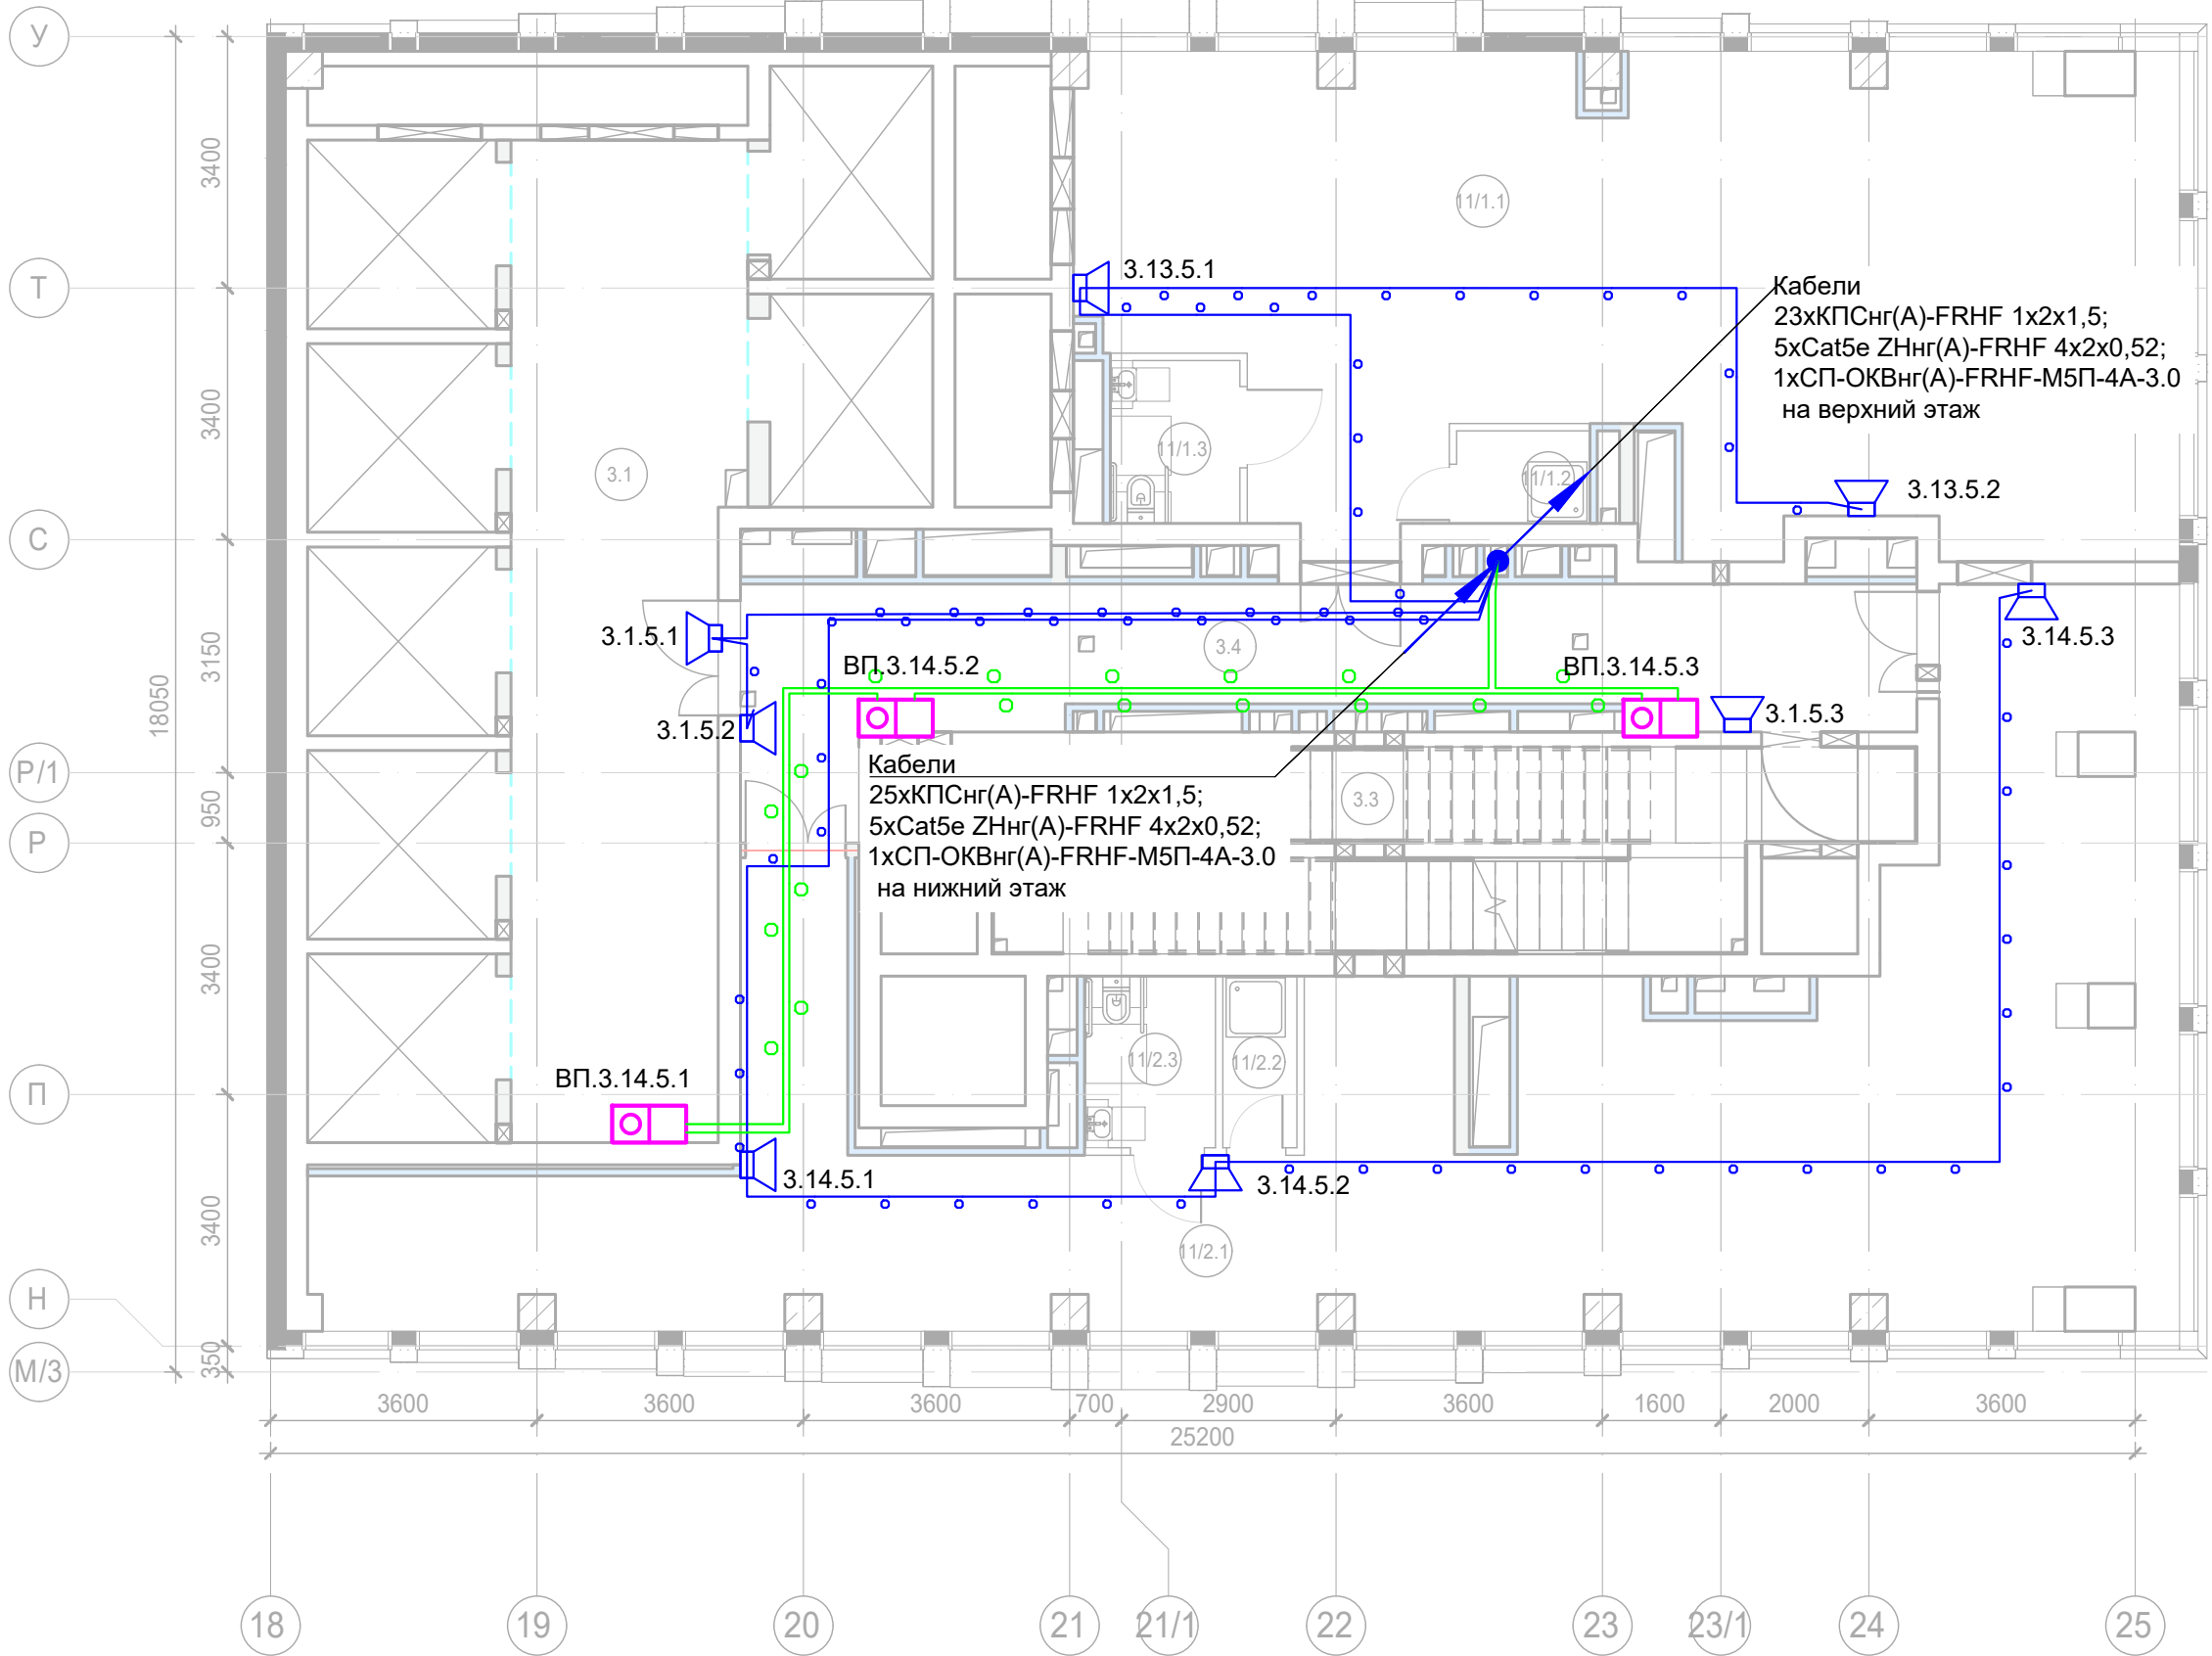 У
Т
С
Р/1
Р
П
Н
М/3
3400
3400
3150
950
3400
3400
350
18050
3.1
11/1.1
11/1.3
11/1.2
3.4
3.3
11/2.3
11/2.2
11/2.1
3.13.5.1
Кабели
23хКПСнг(А)-FRHF 1x2x1,5;
5xCat5e ZHнг(А)-FRHF 4x2x0,52;
1хСП-ОКВнг(А)-FRHF-М5П-4А-3.0
на верхний этаж
3.13.5.2
3.14.5.3
3.1.5.1
ВП.3.14.5.2
ВП.3.14.5.3
3.1.5.2
3.1.5.3
Кабели
25хКПСнг(А)-FRHF 1x2x1,5;
5xCat5e ZHнг(А)-FRHF 4x2x0,52;
1хСП-ОКВнг(А)-FRHF-М5П-4А-3.0
на нижний этаж
ВП.3.14.5.1
3.14.5.1
3.14.5.2
3600
3600
3600
700
2900
3600
1600
2000
3600
25200
18
19
20
21
21/1
22
23
23/1
24
25